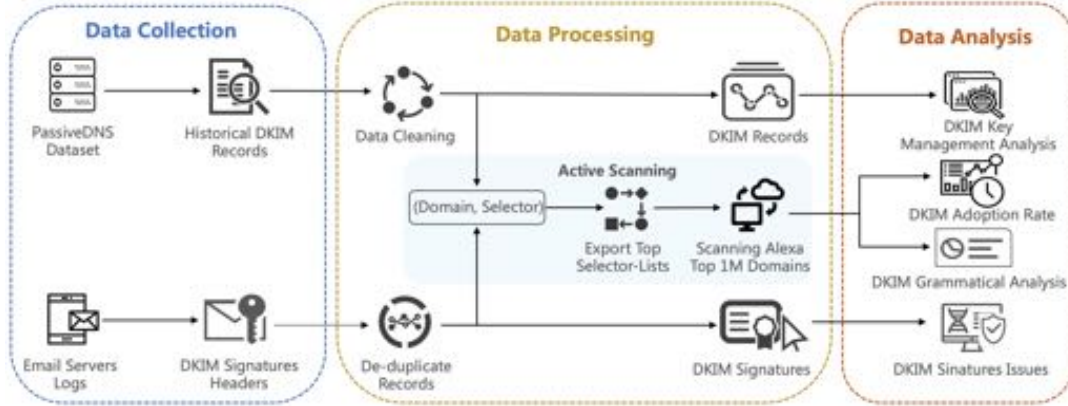 Data Collection
Data Processing
Data Analysis
PassiveDNS
Dataset
Historical DKIM
Records
Data Cleaning
DKIM Records
DKIM Key
Management Analysis
Active Scanning
(Domain, Selector)
Export Top
Selector-Lists
Scanning Alexa
Top 1M Domains
DKIM Adoption Rate
DKIM Grammatical Analysis
Email Servers
Logs
DKIM Signatures
Headers
De-duplicate
Records
DKIM Signatures
DKIM Sinatures Issues